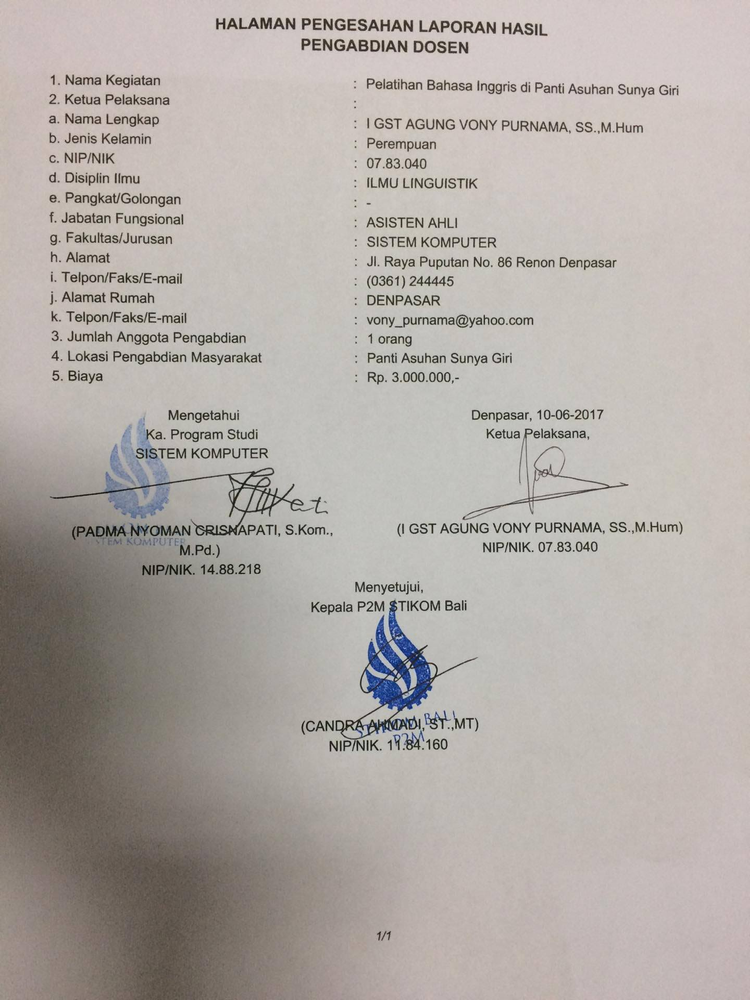 HALAMAN PENGESAHAN LAPORAN HASIL
PENGABDIAN DOSEN
1. Nama Kegiatan : Pelatihan Bahasa Inggris di Panti Asuhan Sunya Giri
2. Ketua Pelaksana :
a. Nama Lengkap : I GST AGUNG VONY PURNAMA, SS.,M.Hum
b. Jenis Kelamin : Perempuan
c. NIP/NIK : 07.83.040
d. Disiplin Ilmu : ILMU LINGUISTIK
e. Pangkat/Golongan : -
f. Jabatan Fungsional : ASISTEN AHLI
g. Fakultas/Jurusan : SISTEM KOMPUTER
h. Alamat : Jl. Raya Puputan No. 86 Renon Denpasar
i. Telpon/Faks/E-mail : (0361) 244445
j. Alamat Rumah : DENPASAR
k. Telpon/Faks/E-mail : vony_purnama@yahoo.com
3. Jumlah Anggota Pengabdian : 1 orang
4. Lokasi Pengabdian Masyarakat : Panti Asuhan Sunya Giri
5. Biaya : Rp. 3.000.000,-
Mengetahui
Ka. Program Studi
SISTEM KOMPUTER
(PADMA NYOMAN CRISNAPATI, S.Kom.,
M.Pd.)
NIP/NIK. 14.88.218
Denpasar, 10-06-2017
Ketua Pelaksana,
(I GST AGUNG VONY PURNAMA, SS.,M.Hum)
NIP/NIK. 07.83.040
Menyetujui,
Kepala P2M STIKOM Bali
STIKOM BALI
P2M
(CANDRA AHMADI, ST.,MT)
NIP/NIK. 11.84.160
1/1